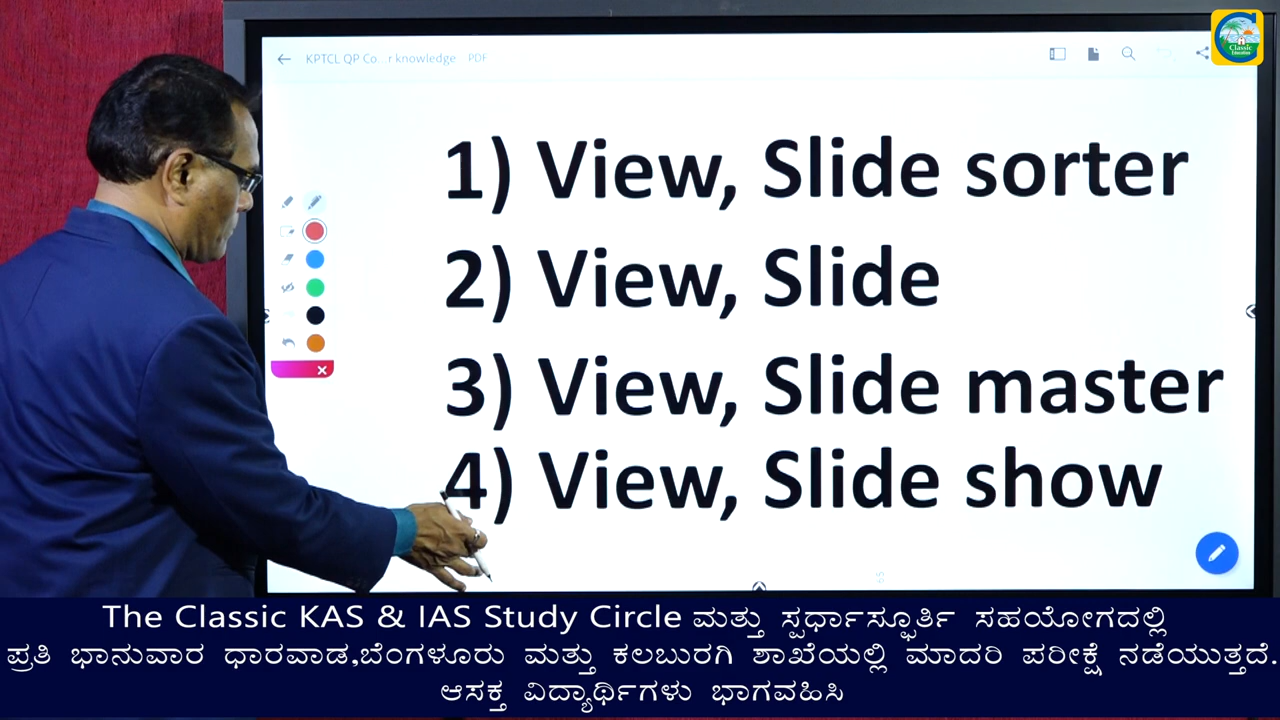 KPTCL QP Co...r knowledge PDF
Classic
Education
1) View, Slide sorter
2) View, Slide
3) View, Slide master
4) View, Slide show
The Classic KAS & IAS Study Circle ಮತ್ತು ಸ್ಪರ್ಧಾಸ್ಫೂರ್ತಿ ಸಹಯೋಗದಲ್ಲಿ
ಪ್ರತಿ ಭಾನುವಾರ ಧಾರವಾಡ,ಬೆಂಗಳೂರು ಮತ್ತು ಕಲಬುರಗಿ ಶಾಖೆಯಲ್ಲಿ ಮಾದರಿ ಪರೀಕ್ಷೆ ನಡೆಯುತ್ತದೆ.
ಆಸಕ್ತ ವಿದ್ಯಾರ್ಥಿಗಳು ಭಾಗವಹಿಸಿ